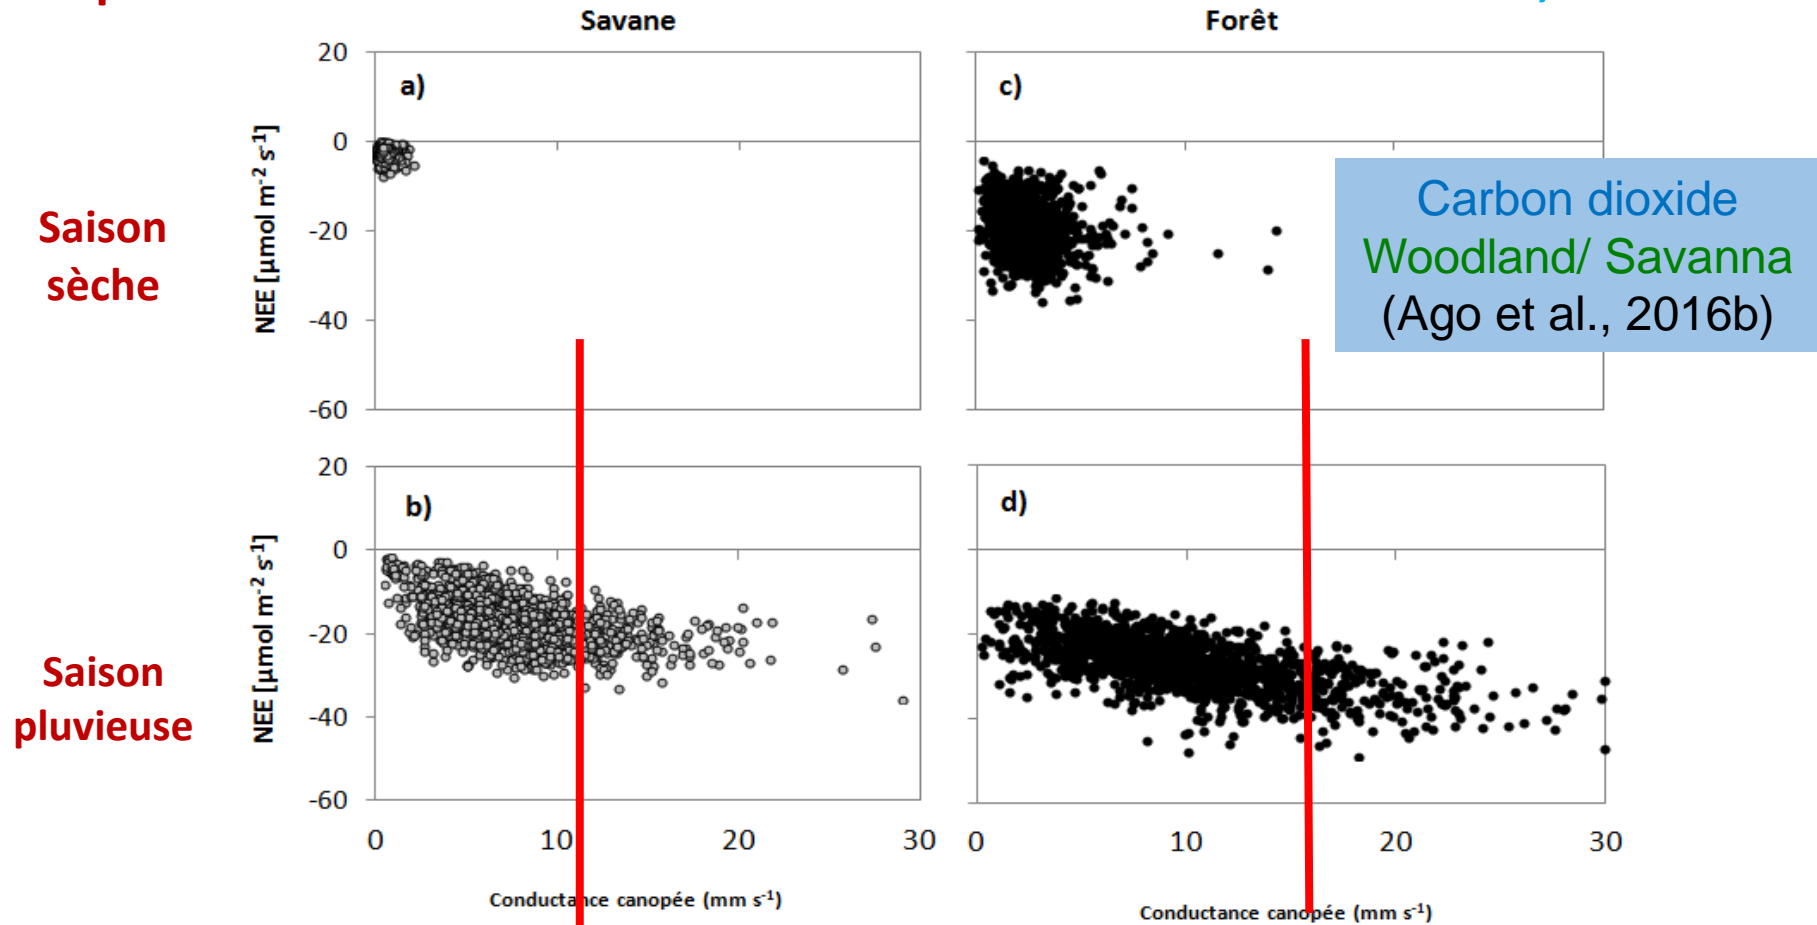 Savane
Forêt
20
0
-20
-40
-60
NEE [µmol m-2 s-1]
a)
c)
Saison
sèche
Carbon dioxide
Woodland/ Savanna
(Ago et al., 2016b)
20
0
-20
-40
-60
NEE [µmol m-2 s-1]
b)
d)
Saison
pluvieuse
0 10 20 30
0 10 20 30
Conductance canopée (mm s-1)
Conductance canopée (mm s-1)